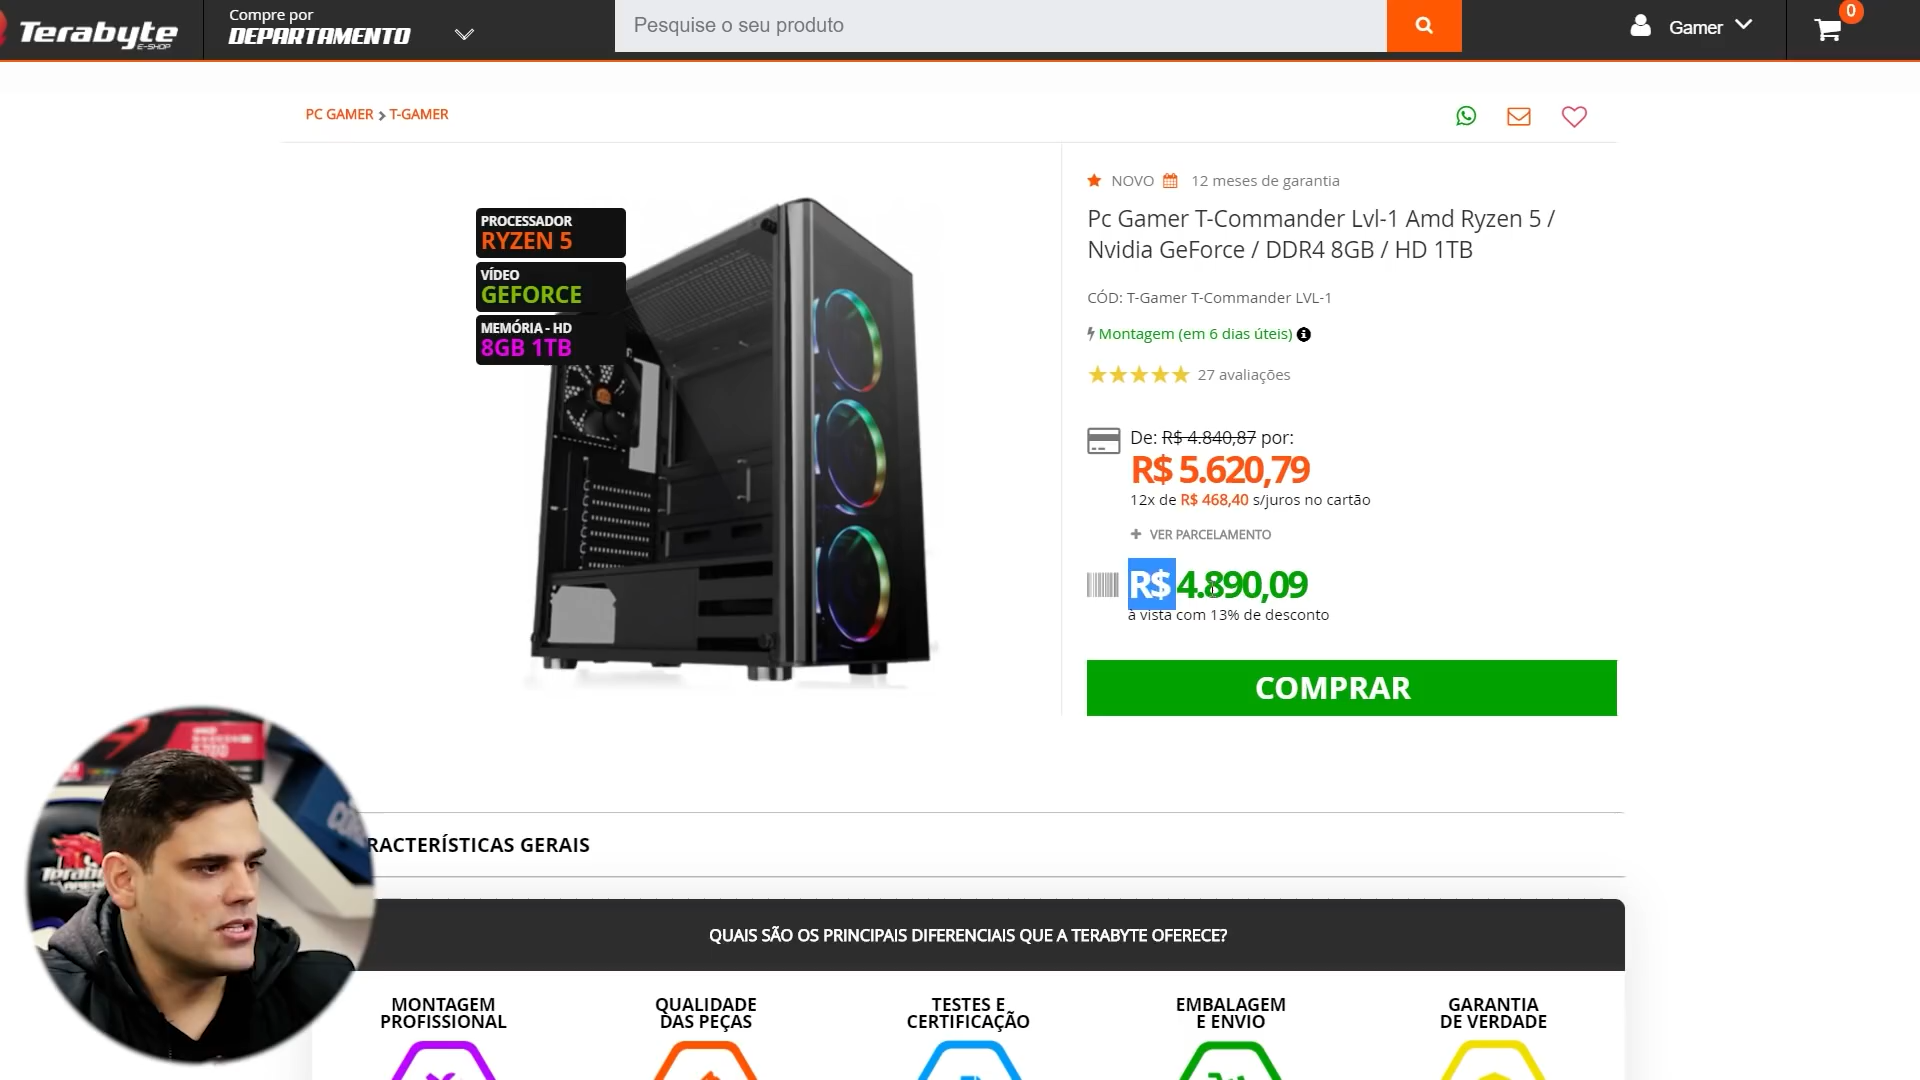 Terabyte
E-SHOP
Compre por
DEPARTAMENTO
Pesquise o seu produto
Gamer
0
PC GAMER > T-GAMER
PROCESSADOR
RYZEN 5
VÍDEO
GEFORCE
MEMÓRIA - HD
8GB 1TB
NOVO 12 meses de garantia
Pc Gamer T-Commander Lvl-1 Amd Ryzen 5 /
Nvidia GeForce / DDR4 8GB / HD 1TB
CÓD: T-Gamer T-Commander LVL-1
Montagem (em 6 dias úteis)
27 avaliações
De: R$ 4.840,87 por:
R$ 5.620,79
12x de R$ 468,40 s/juros no cartão
+ VER PARCELAMENTO
R$ 4.890,09
à vista com 13% de desconto
COMPRAR
RACTERÍSTICAS GERAIS
QUAIS SÃO OS PRINCIPAIS DIFERENCIAIS QUE A TERABYTE OFERECE?
MONTAGEM
PROFISSIONAL
QUALIDADE
DAS PEÇAS
TESTES E
CERTIFICAÇÃO
EMBALAGEM
E ENVIO
GARANTIA
DE VERDADE